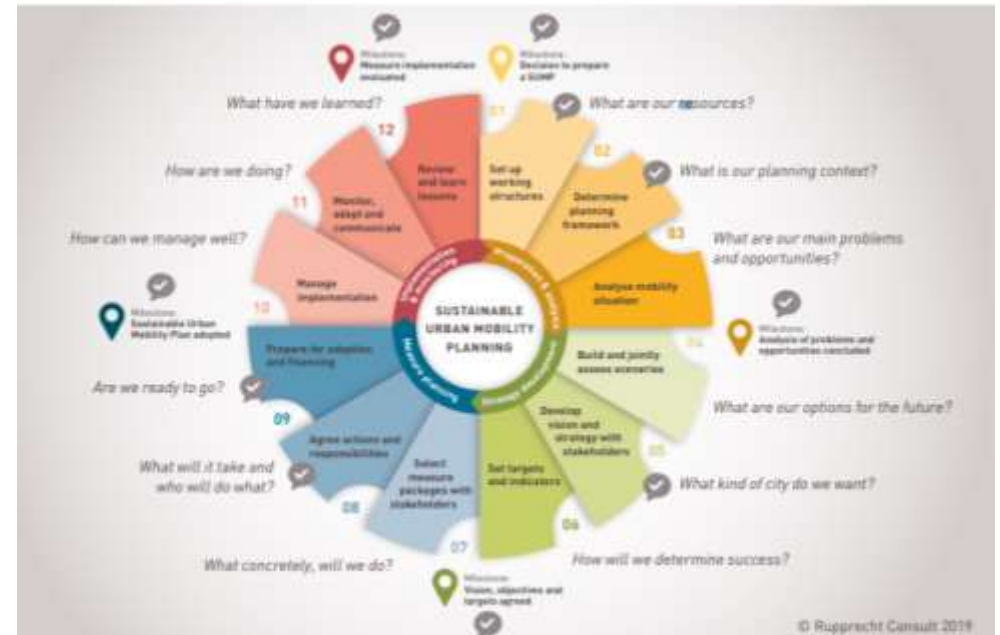 Milestone:
Measure implementation
evaluated
Milestone:
Decision to prepare
a SUMP
What have we learned?
What are our resources?
How are we doing?
What is our planning context?
How can we manage well?
What are our main problems
and opportunities?
Milestone:
Sustainable Urban
Mobility Plan adopted
Milestone:
Analysis of problems and
opportunities concluded
Are we ready to go?
What are our options for the future?
What will it take and
who will do what?
What kind of city do we want?
What concretely, will we do?
How will we determine success?
Milestone:
Vision, objectives and
targets agreed
01
Set up
working
structures
02
Determine
planning
framework
03
Analyse mobility
situation
04
Build and jointly
assess scenarios
05
Develop
vision and
strategy with
stakeholders
06
Set targets
and indicators
07
Select
measure
packages with
stakeholders
08
Agree actions and
responsibilities
09
Prepare for adoption
and financing
10
Manage
implementation
11
Monitor,
adapt and
communicate
12
Review
and learn
lessons
SUSTAINABLE
URBAN MOBILITY
PLANNING
© Rupprecht Consult 2019